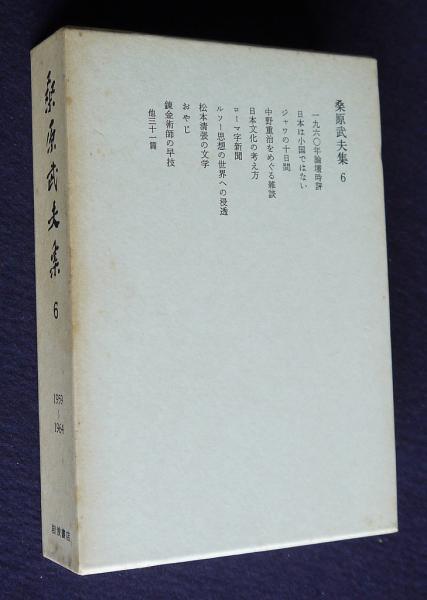 桑原武夫集
6
1959
〜
1964
岩波書店
桑原武夫集 6
一九六〇年論壇時評
日本は小国ではない
ジャワの十日間
中野重治をめぐる雑談
日本文化の考え方
ローマ字新聞
ルソー思想の世界への浸透
松本清張の文学
おやじ
錬金術師の早技
他三十一篇